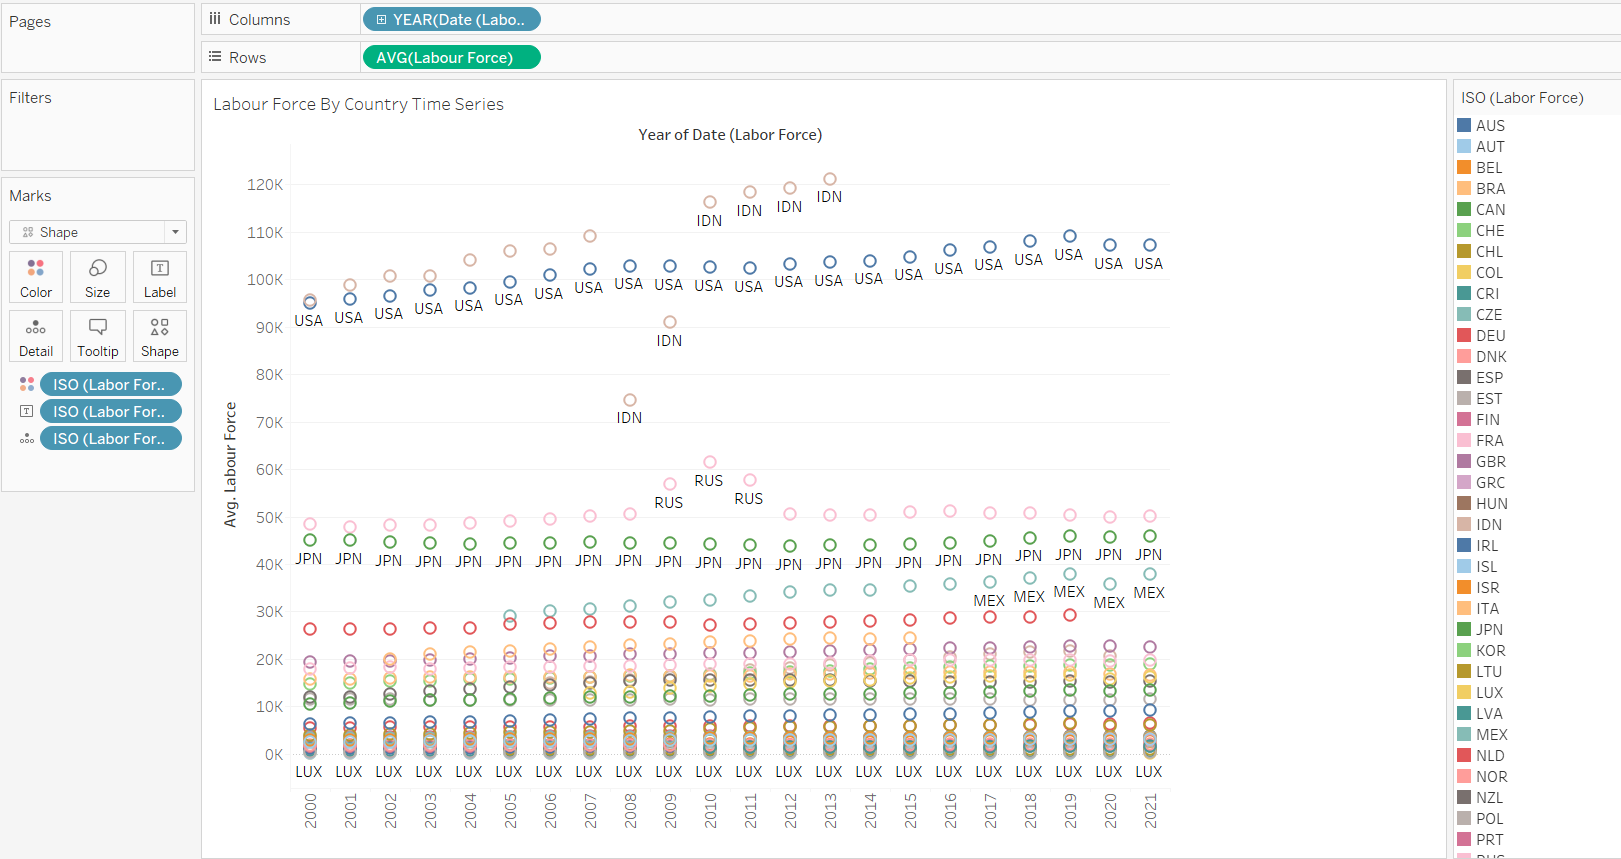 Pages
Columns
YEAR(Date (Labo..
Rows
AVG(Labour Force)
Filters
Marks
Shape
Color Size Label
Detail Tooltip Shape
ISO (Labor For..
ISO (Labor For..
ISO (Labor For..
Labour Force By Country Time Series
Year of Date (Labor Force)
Avg. Labour Force
120K
110K
100K
90K
80K
70K
60K
50K
40K
30K
20K
10K
0K
IDN IDN IDN IDN
USA USA USA USA USA USA USA USA USA USA USA USA USA USA USA USA USA USA USA USA USA USA
IDN
IDN
RUS RUS RUS
JPN JPN JPN JPN JPN JPN JPN JPN JPN JPN JPN JPN JPN JPN JPN JPN JPN JPN JPN JPN JPN JPN
MEX MEX MEX MEX MEX
LUX LUX LUX LUX LUX LUX LUX LUX LUX LUX LUX LUX LUX LUX LUX LUX LUX LUX LUX LUX LUX LUX
2000 2001 2002 2003 2004 2005 2006 2007 2008 2009 2010 2011 2012 2013 2014 2015 2016 2017 2018 2019 2020 2021
ISO (Labor Force)
AUS
AUT
BEL
BRA
CAN
CHE
CHL
COL
CRI
CZE
DEU
DNK
ESP
EST
FIN
FRA
GBR
GRC
HUN
IDN
IRL
ISL
ISR
ITA
JPN
KOR
LTU
LUX
LVA
MEX
NLD
NOR
NZL
POL
PRT